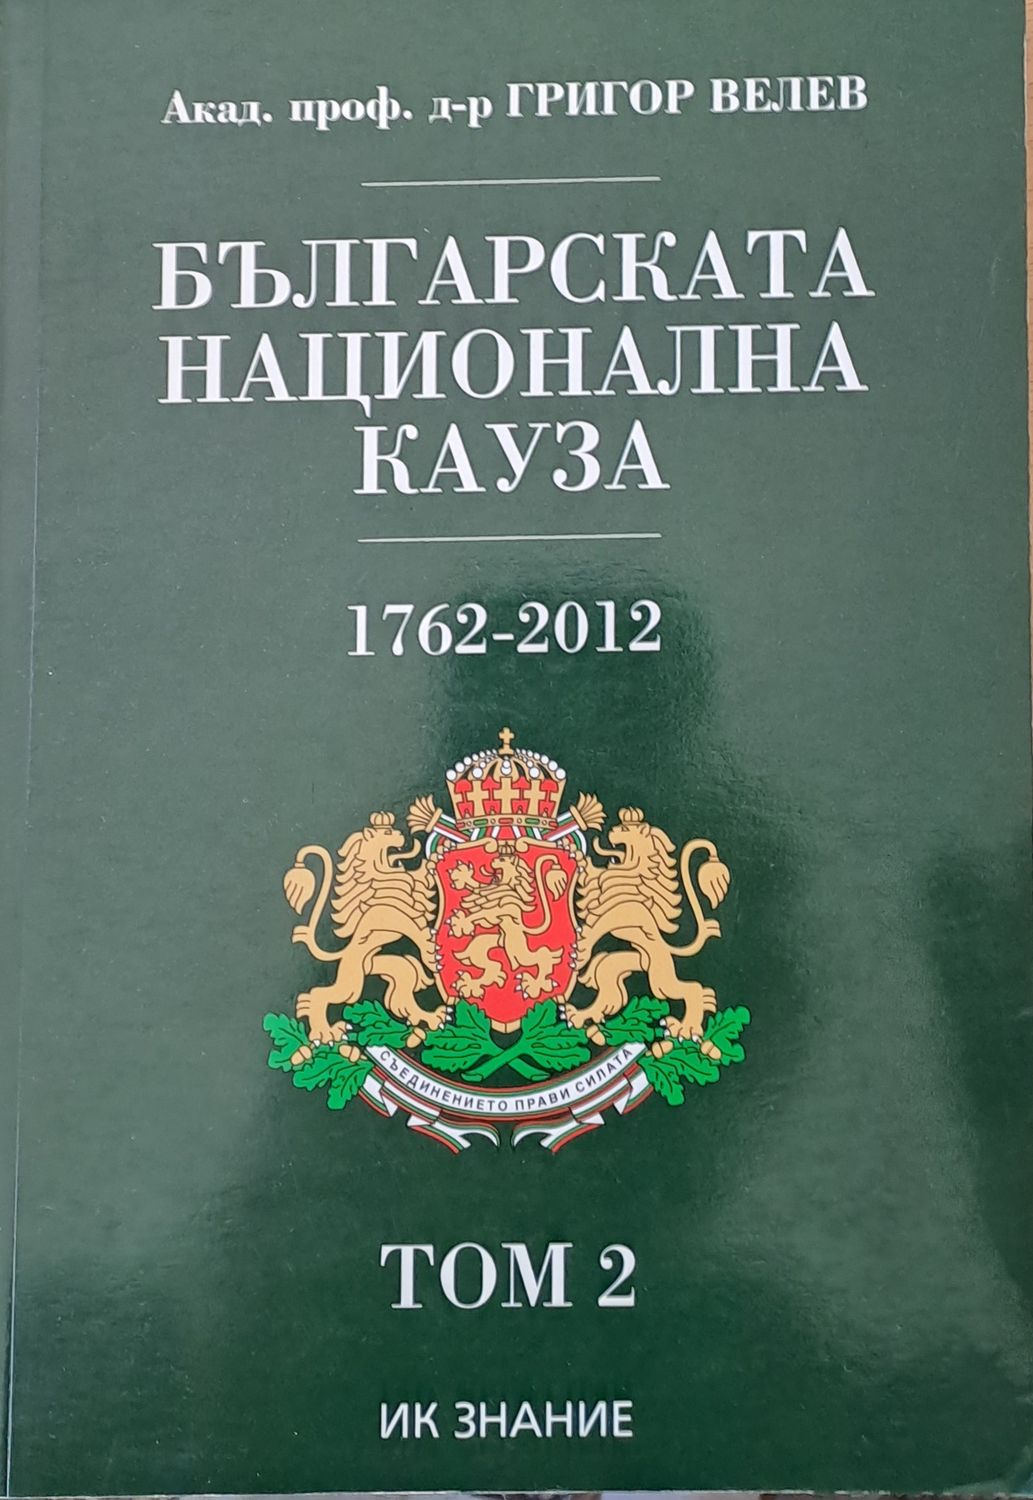 Акад. проф. д-р ГРИГОР ВЕЛЕВ
БЪЛГАРСКАТА
НАЦИОНАЛНА
КАУЗА
1762-2012
СЪЕДИНЕНИЕТО ПРАВИ СИЛАТА
ТОМ 2
ИК ЗНАНИЕ